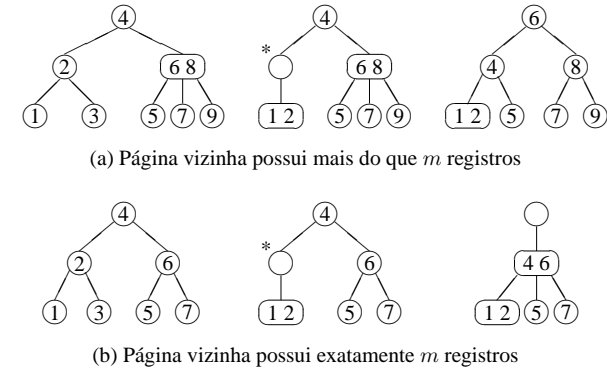 4 4 6
* 2 6 8 6 8 4 8
1 3 5 7 9 1 2 5 7 9 1 2 5 7 9
(a) Página vizinha possui mais do que m registros
4 4
* 2 6 6 4 6
1 3 5 7 1 2 5 7 1 2 5 7
(b) Página vizinha possui exatamente m registros